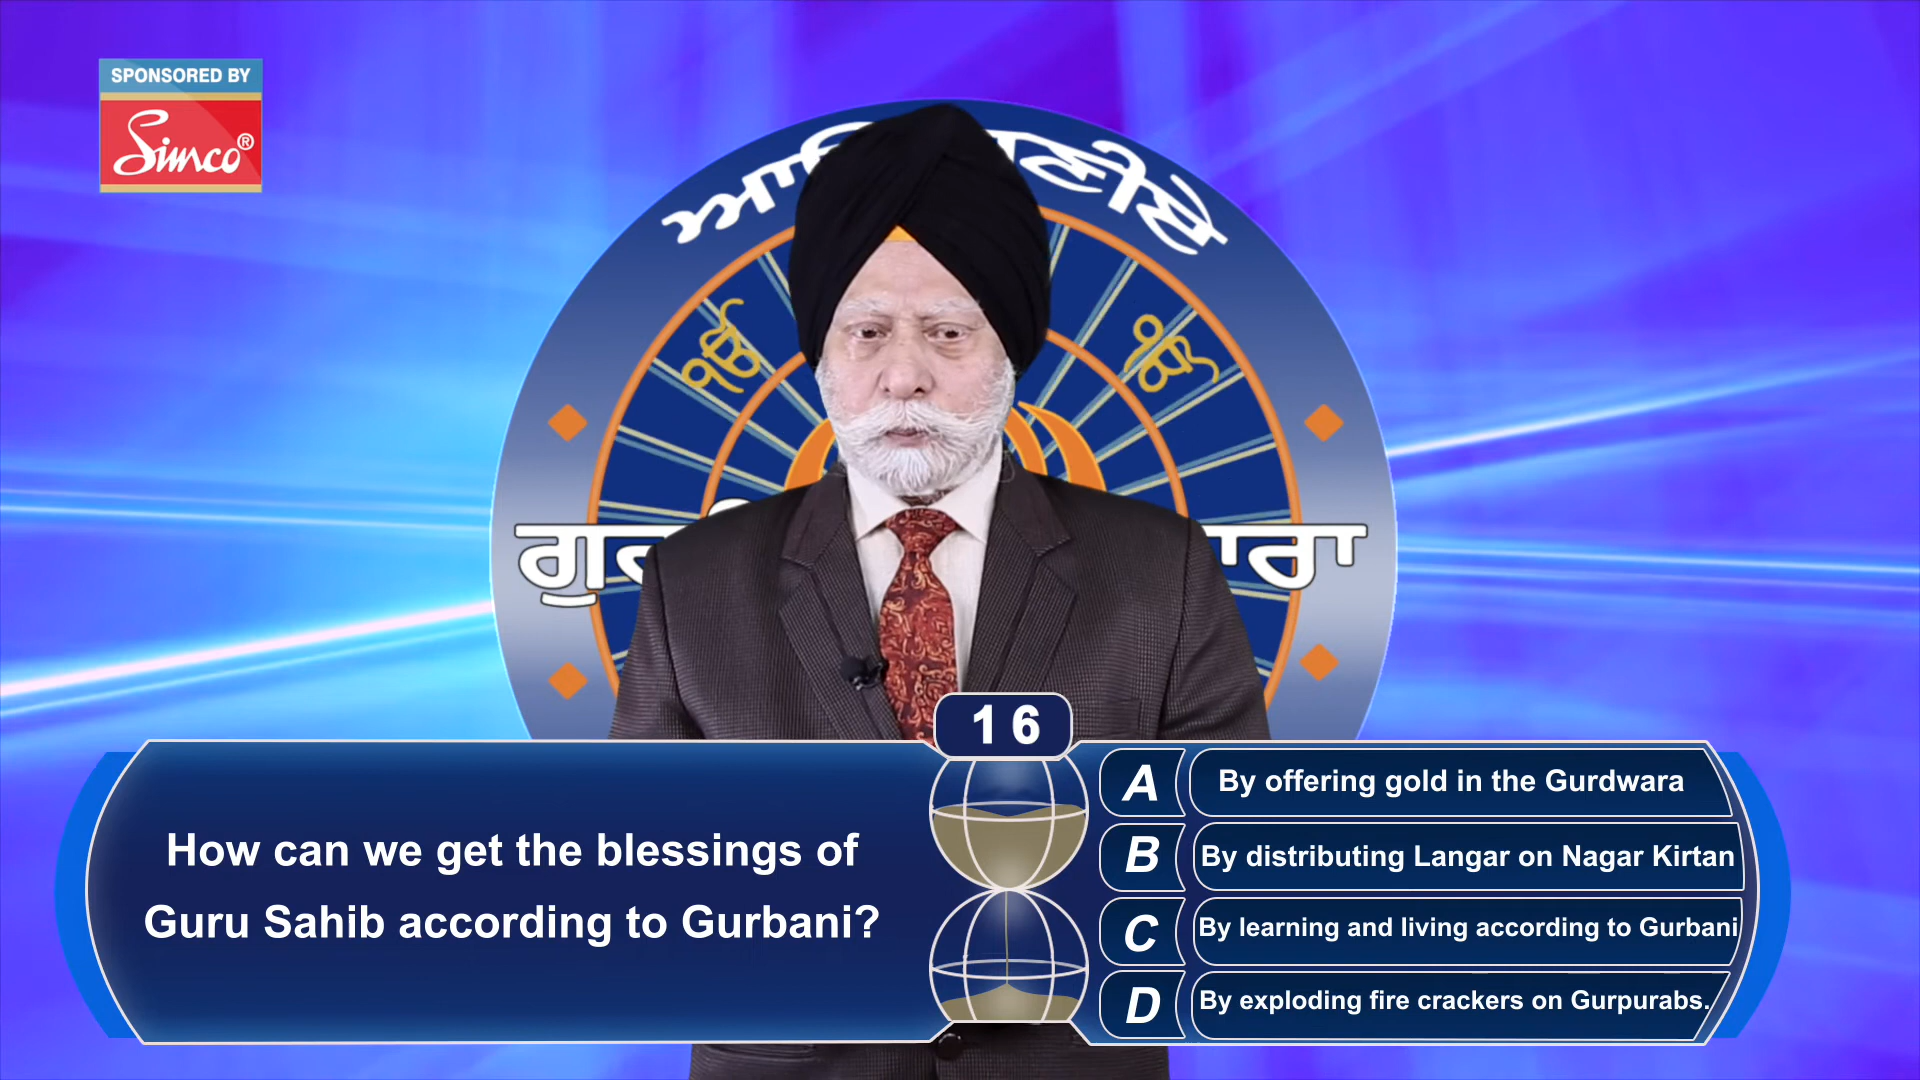 SPONSORED BY
Simco®
੧ੴ
16
How can we get the blessings of
Guru Sahib according to Gurbani?
A By offering gold in the Gurdwara
B By distributing Langar on Nagar Kirtan
C By learning and living according to Gurbani
D By exploding fire crackers on Gurpurabs.